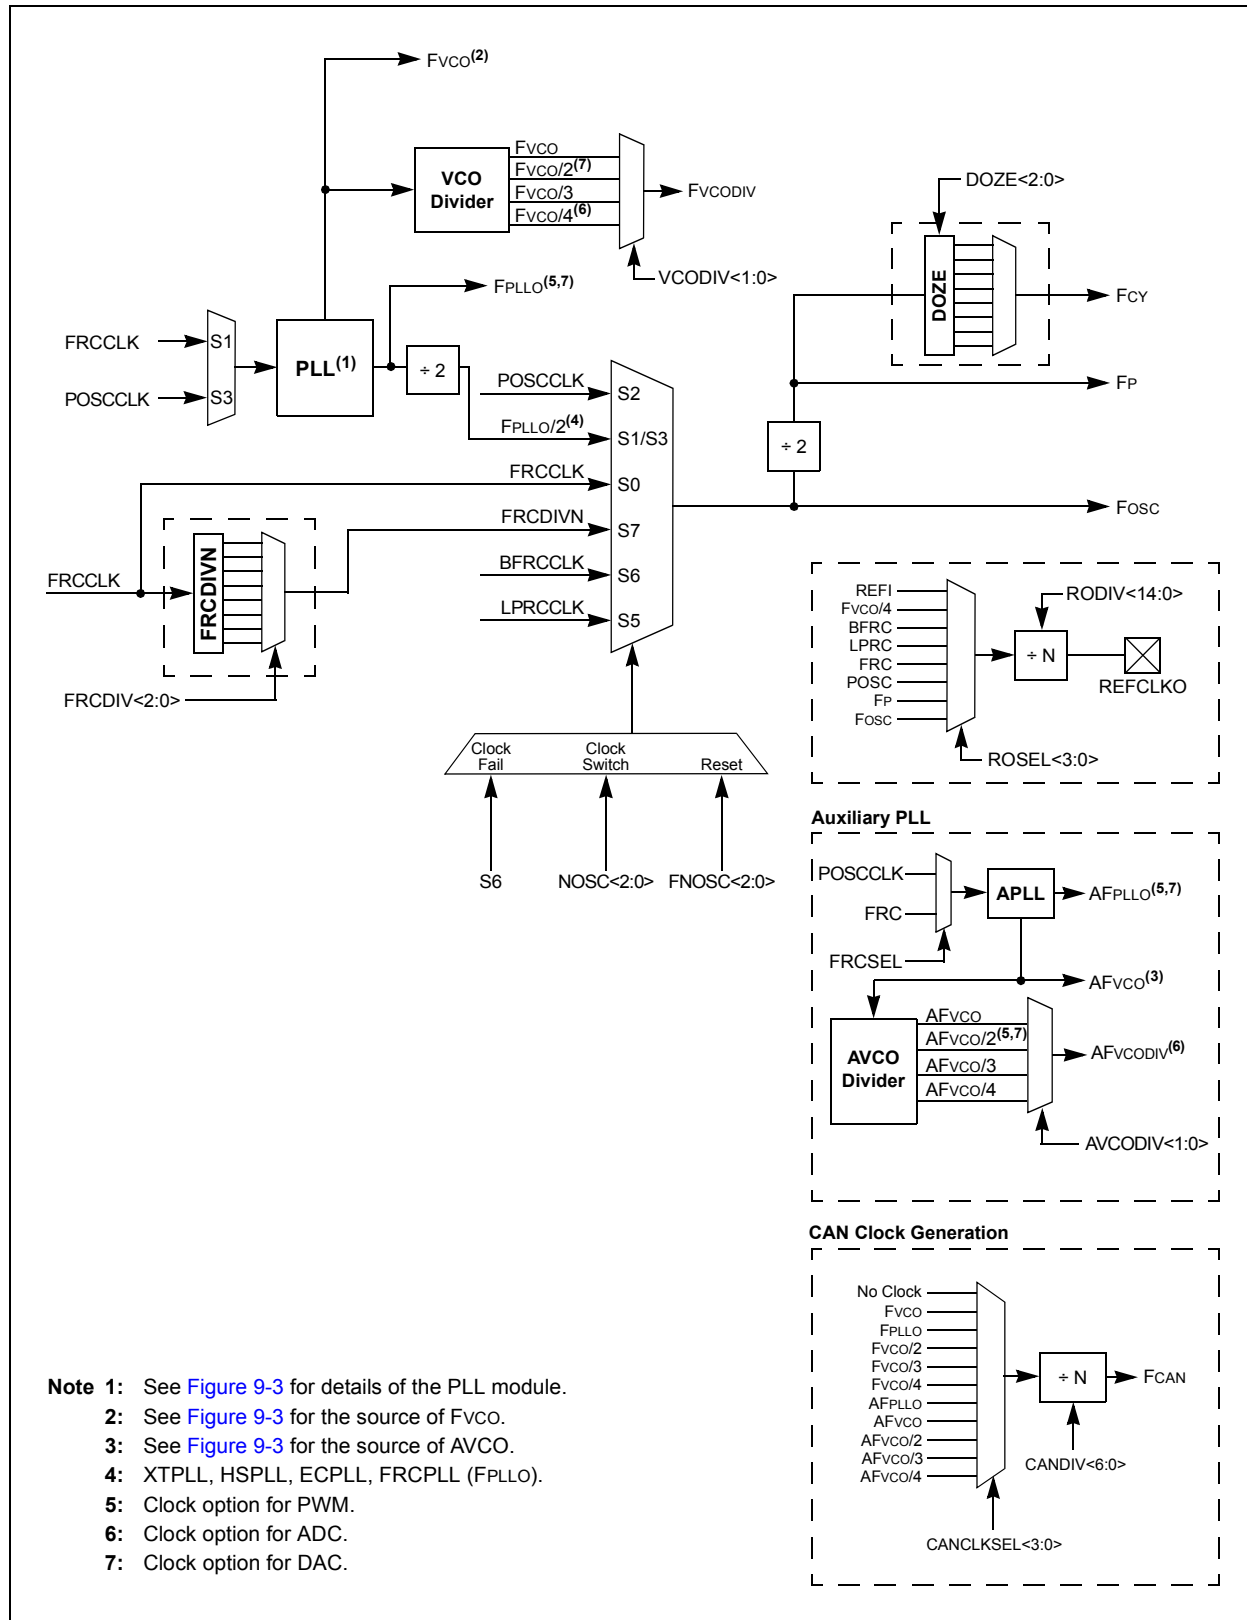 FVCO(2)
VCO
Divider
FVCO
FVCO/2(7)
FVCO/3
FVCO/4(6)
FVCODIV
VCODIV<1:0>
DOZE<2:0>
DOZE
FCY
FP
÷ 2
FOSC
FPLLO(5,7)
FRCCLK
S1
POSCCLK
S3
PLL(1)
÷ 2
POSCCLK
S2
FPLLO/2(4)
S1/S3
FRCCLK
S0
FRCDIVN
S7
BFRCCLK
S6
LPRCCLK
S5
FRCCLK
FRCDIVN
FRCDIV<2:0>
Clock
Fail
Clock
Switch
Reset
S6
NOSC<2:0>
FNOSC<2:0>
REFI
FVCO/4
BFRC
LPRC
FRC
POSC
FP
FOSC
RODIV<14:0>
÷ N
REFCLKO
ROSEL<3:0>
Auxiliary PLL
POSCCLK
FRC
FRCSEL
APLL
AFPLLO(5,7)
AFVCO(3)
AVCO
Divider
AFVCO
AFVCO/2(5,7)
AFVCO/3
AFVCO/4
AFVCODIV(6)
AVCODIV<1:0>
CAN Clock Generation
No Clock
FVCO
FPLLO
FVCO/2
FVCO/3
FVCO/4
AFPLLO
AFVCO
AFVCO/2
AFVCO/3
AFVCO/4
÷ N
FCAN
CANDIV<6:0>
CANCLKSEL<3:0>
Note 1: See Figure 9-3 for details of the PLL module.
2: See Figure 9-3 for the source of FVCO.
3: See Figure 9-3 for the source of AVCO.
4: XTPLL, HSPLL, ECPLL, FRCPLL (FPLLO).
5: Clock option for PWM.
6: Clock option for ADC.
7: Clock option for DAC.